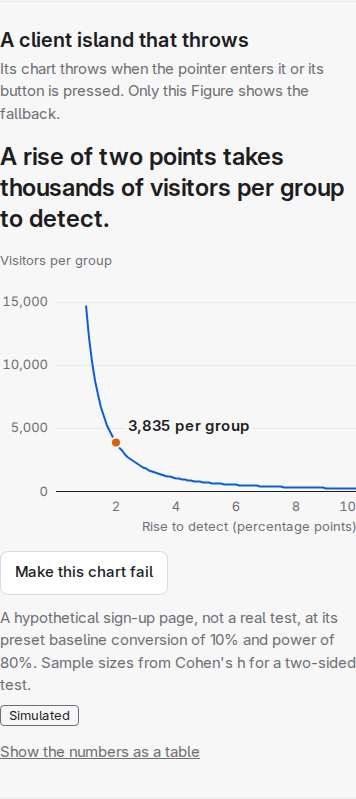 A client island that throws
Its chart throws when the pointer enters it or its
button is pressed. Only this Figure shows the
fallback.
A rise of two points takes
thousands of visitors per group
to detect.
Visitors per group
15,000
10,000
5,000
3,835 per group
0
2 4 6 8 10
Rise to detect (percentage points)
Make this chart fail
A hypothetical sign-up page, not a real test, at its
preset baseline conversion of 10% and power of
80%. Sample sizes from Cohen's h for a two-sided
test.
Simulated
Show the numbers as a table